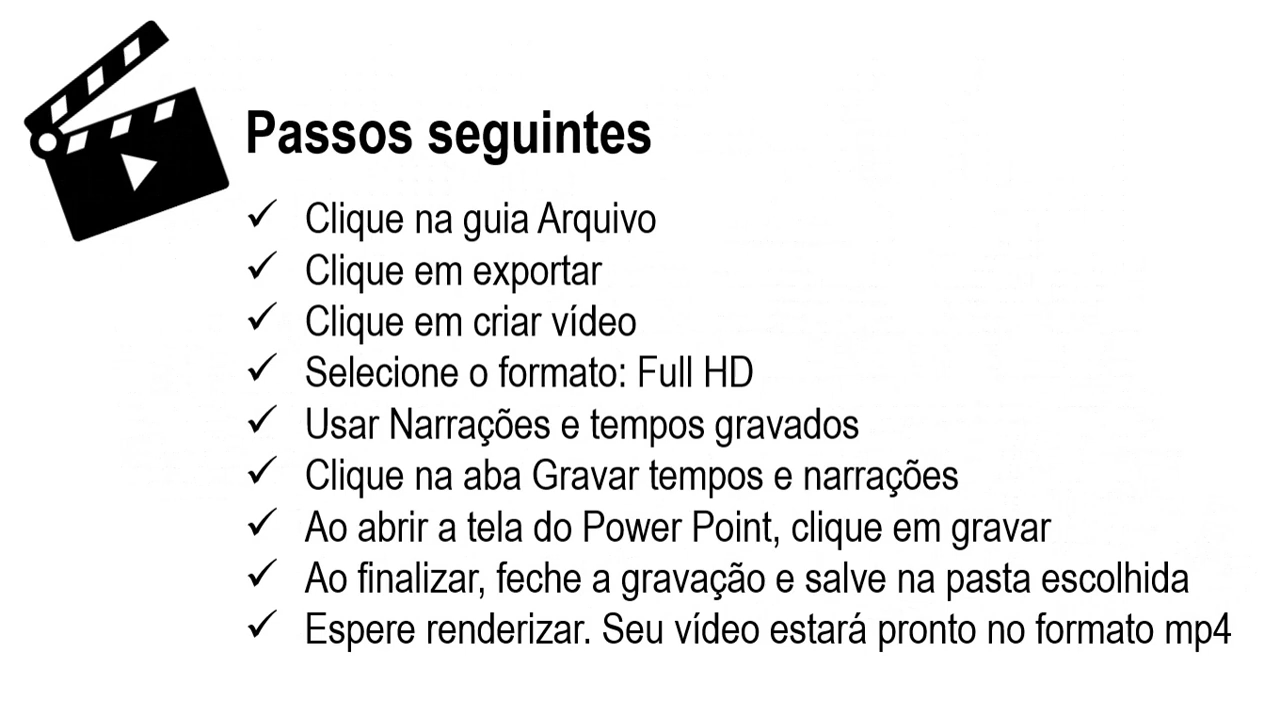 Passos seguintes
✓ Clique na guia Arquivo
✓ Clique em exportar
✓ Clique em criar vídeo
✓ Selecione o formato: Full HD
✓ Usar Narrações e tempos gravados
✓ Clique na aba Gravar tempos e narrações
✓ Ao abrir a tela do Power Point, clique em gravar
✓ Ao finalizar, feche a gravação e salve na pasta escolhida
✓ Espere renderizar. Seu vídeo estará pronto no formato mp4